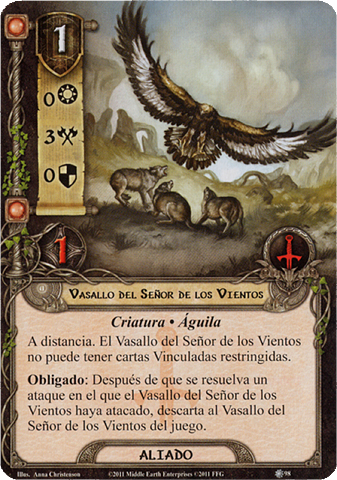 1
0
3
0
1
Vasallo del Señor de los Vientos
Criatura • Águila
A distancia. El Vasallo del Señor de los Vientos
no puede tener cartas Vinculadas restringidas.
Obligado: Después de que se resuelva un
ataque en el que el Vasallo del Señor de los
Vientos haya atacado, descarta al Vasallo del
Señor de los Vientos del juego.
ALIADO
Illus. Anna Christenson ©2011 Middle Earth Enterprises ©2011 FFG 98